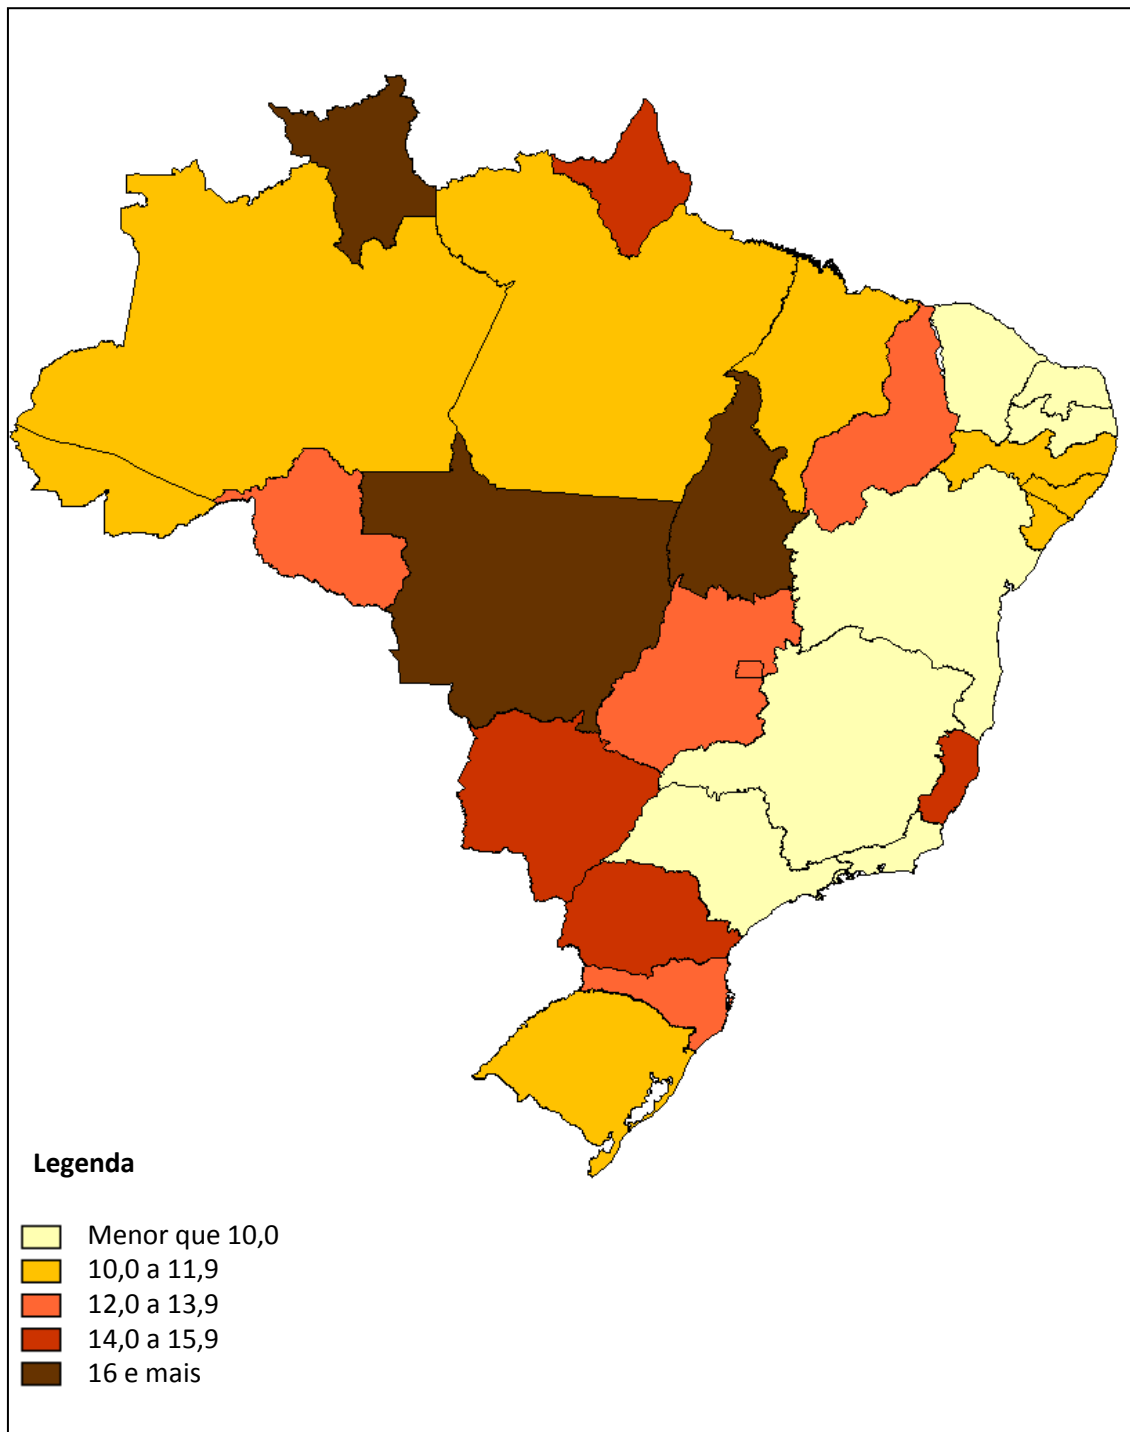 Legenda
Menor que 10,0
10,0 a 11,9
12,0 a 13,9
14,0 a 15,9
16 e mais